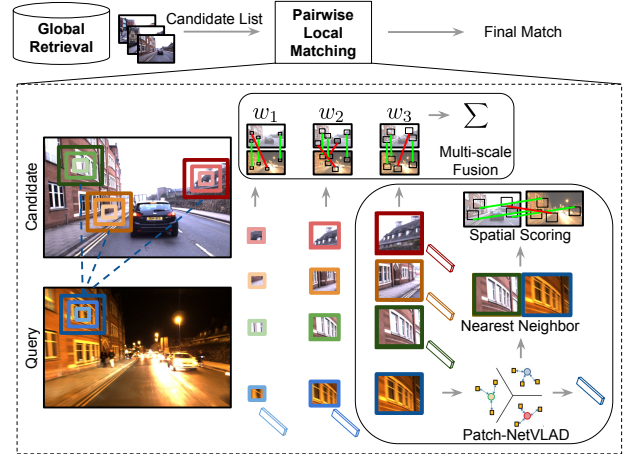 Global
Retrieval
Candidate List
Pairwise
Local
Matching
Final Match
w1
w2
w3
∑
Multi-scale
Fusion
Candidate
Query
Spatial Scoring
Nearest Neighbor
Patch-NetVLAD